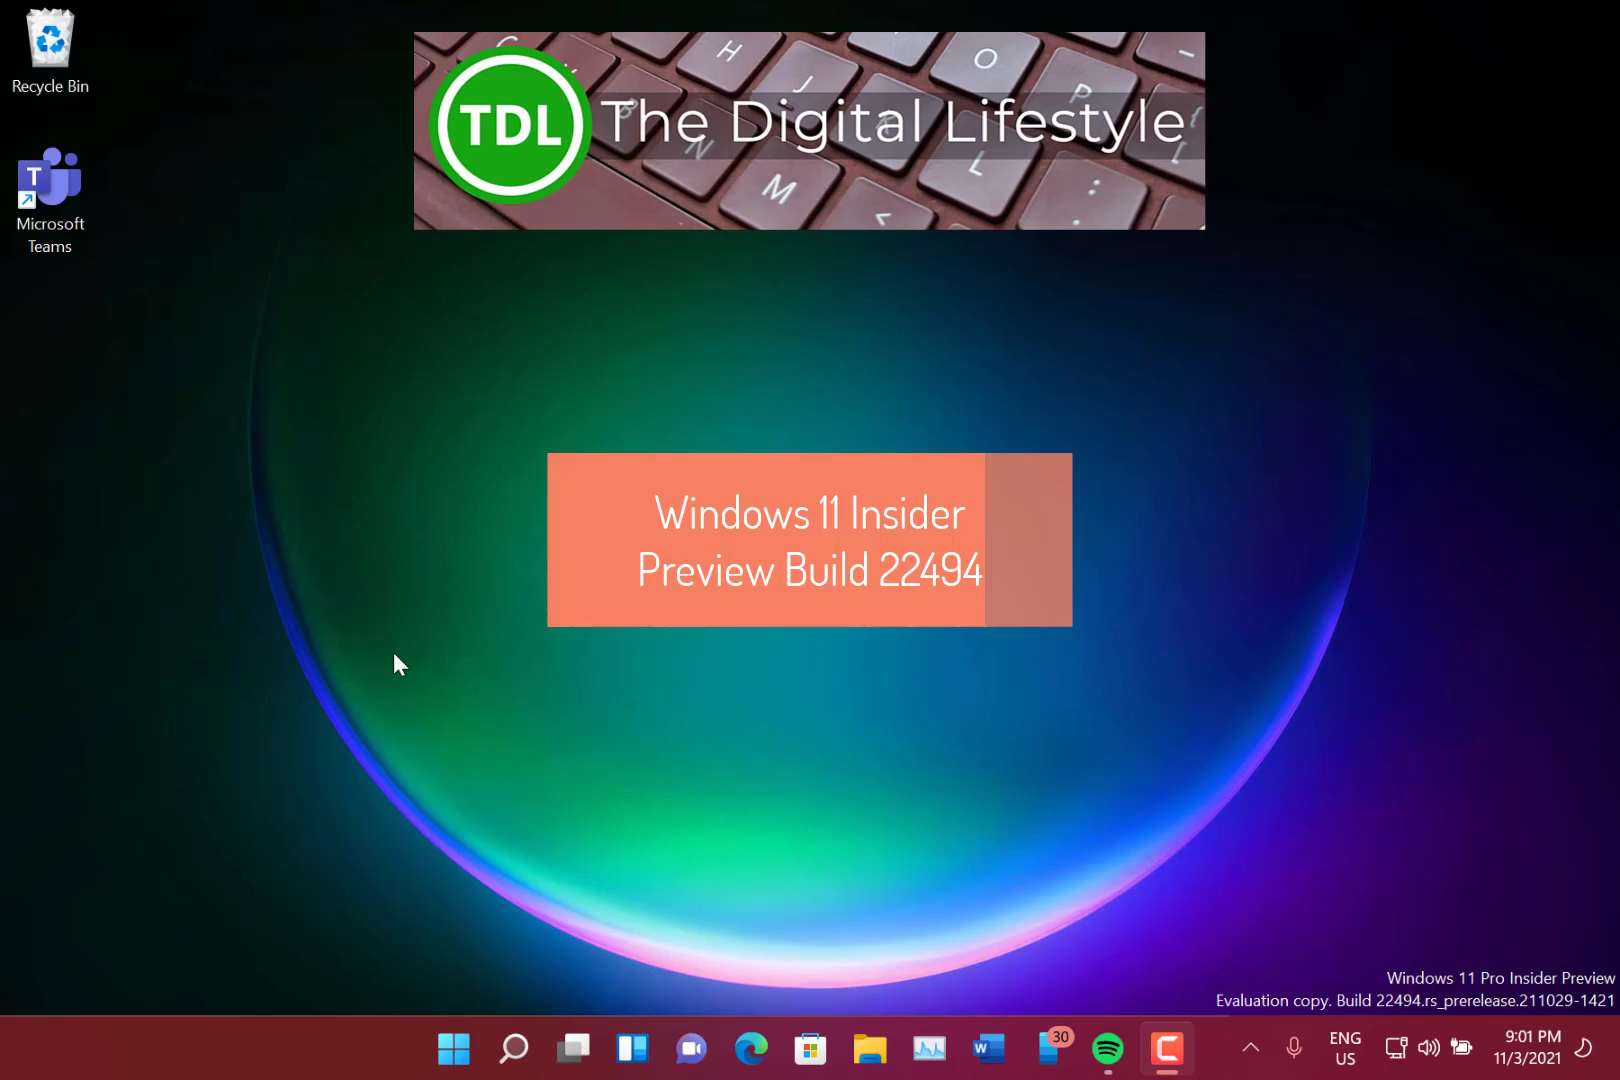 Recycle Bin
Microsoft
Teams
TDL The Digital Lifestyle
H
J
O
P
B
N
M
L
K
C
<
:
;
-
{
[
Windows 11 Insider
Preview Build 22494
Windows 11 Pro Insider Preview
Evaluation copy. Build 22494.rs_prerelease.211029-1421
30
ENG
US
9:01 PM
11/3/2021